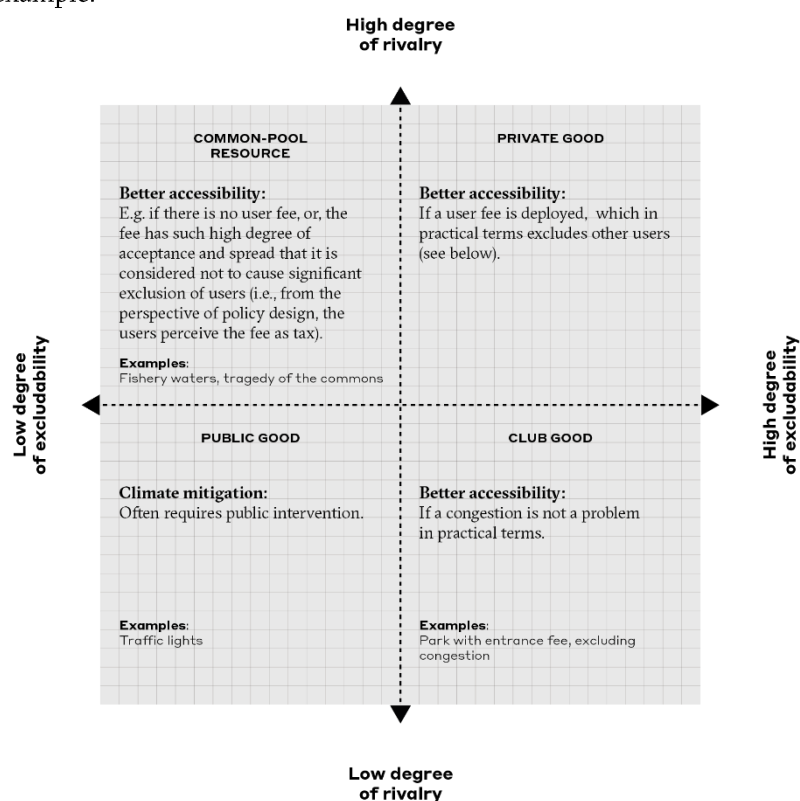 example.
High degree
of rivalry
COMMON-POOL
RESOURCE
Better accessibility:
E.g. if there is no user fee, or, the
fee has such high degree of
acceptance and spread that it is
considered not to cause significant
exclusion of users (i.e., from the
perspective of policy design, the
users perceive the fee as tax).
Examples:
Fishery waters, tragedy of the commons
PRIVATE GOOD
Better accessibility:
If a user fee is deployed, which in
practical terms excludes other users
(see below).
Low degree
of excludability
High degree
of excludability
PUBLIC GOOD
Climate mitigation:
Often requires public intervention.
Examples:
Traffic lights
CLUB GOOD
Better accessibility:
If a congestion is not a problem
in practical terms.
Examples:
Park with entrance fee, excluding
congestion
Low degree
of rivalry